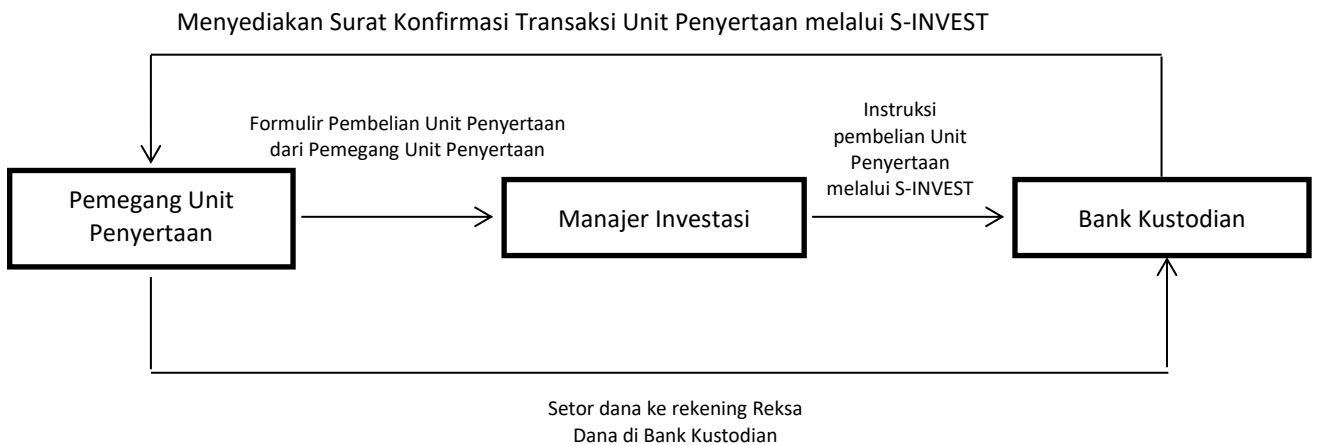 Menyediakan Surat Konfirmasi Transaksi Unit Penyertaan melalui S-INVEST
Formulir Pembelian Unit Penyertaan
dari Pemegang Unit Penyertaan
Instruksi
pembelian Unit
Penyertaan
melalui S-INVEST
Pemegang Unit
Penyertaan
Manajer Investasi
Bank Kustodian
Setor dana ke rekening Reksa
Dana di Bank Kustodian